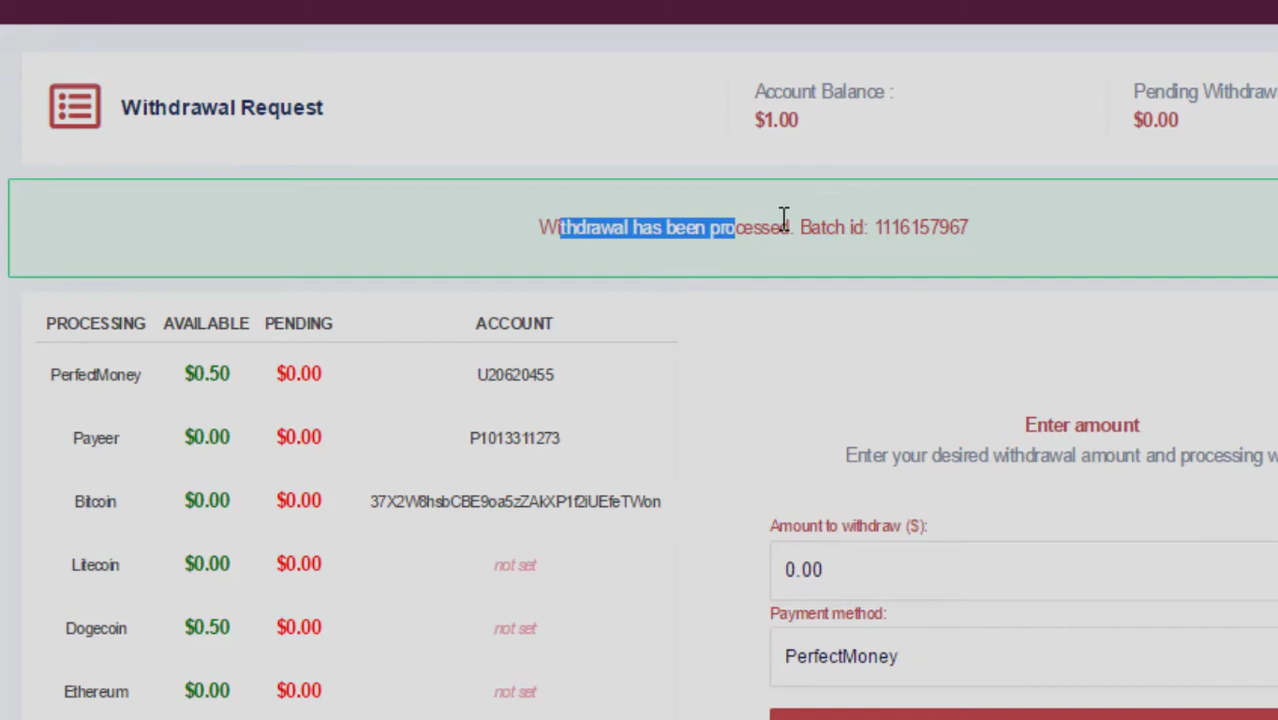 Withdrawal Request
Account Balance :
$1.00
Pending Withdraw
$0.00
Withdrawal has been processed. Batch id: 1116157967
PROCESSING AVAILABLE PENDING ACCOUNT
PerfectMoney $0.50 $0.00 U20620455
Payeer $0.00 $0.00 P1013311273
Bitcoin $0.00 $0.00 37X2W8hsbCBE9oa5zZAkXP1f2iUEfeTWon
Litecoin $0.00 $0.00 not set
Dogecoin $0.50 $0.00 not set
Ethereum $0.00 $0.00 not set
Enter amount
Enter your desired withdrawal amount and processing w
Amount to withdraw ($):
0.00
Payment method:
PerfectMoney